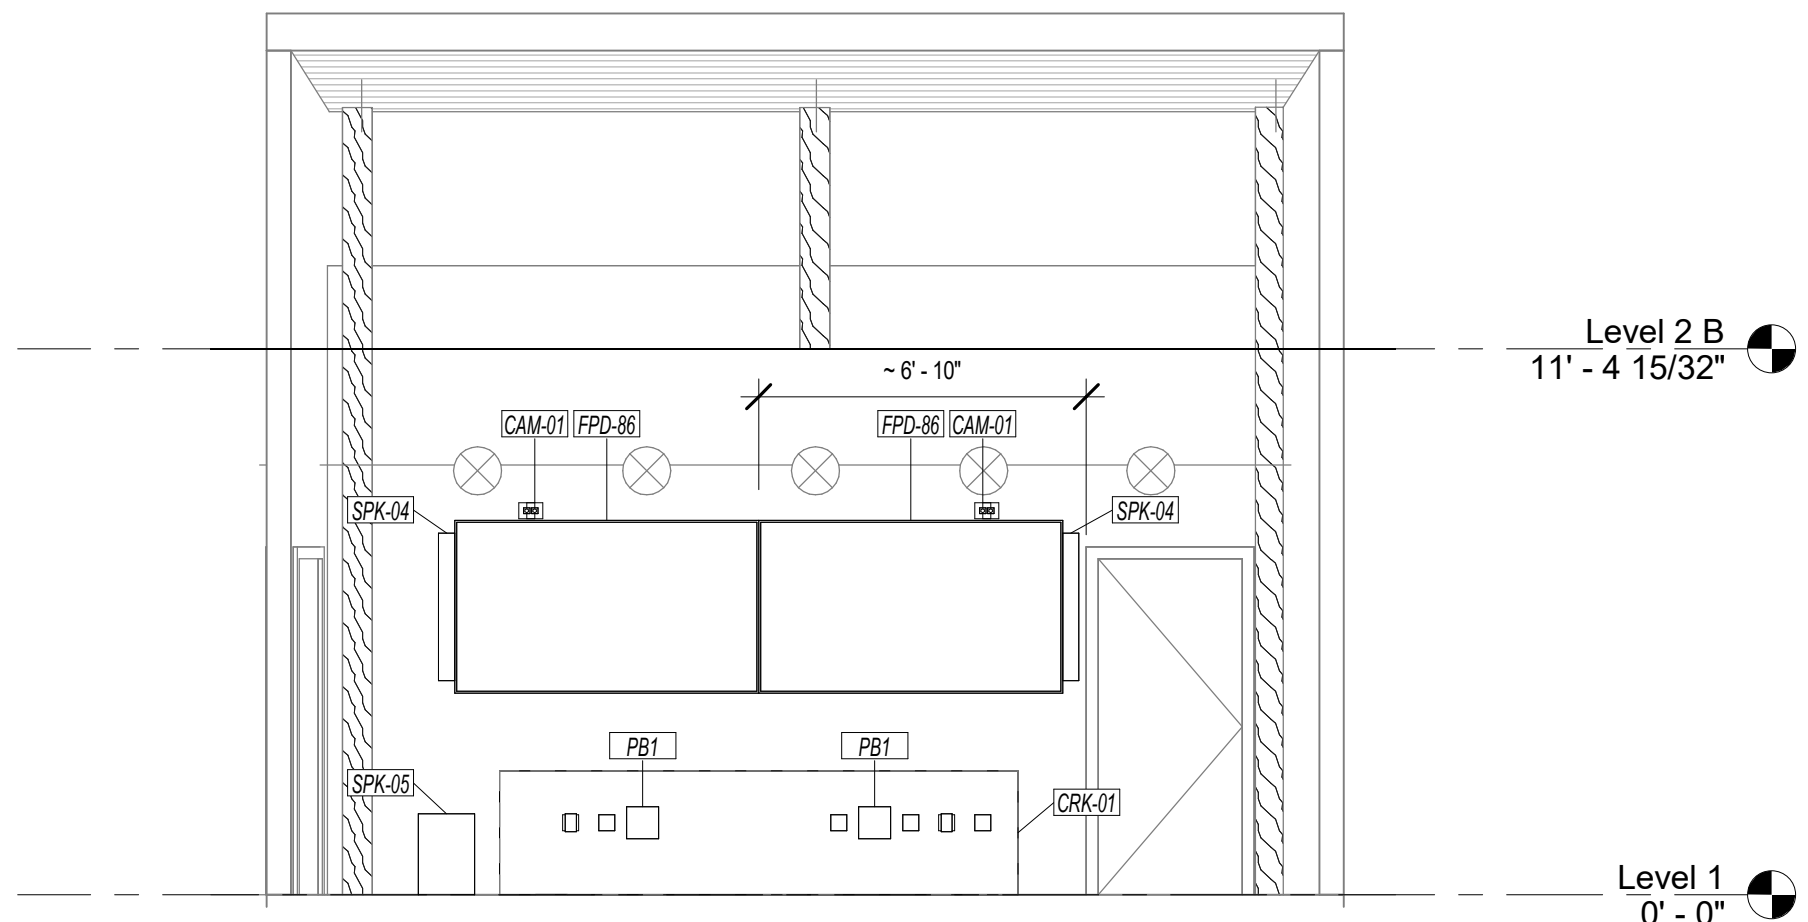 Level 2 B
11' - 4 15/32"
~ 6' - 10"
CAM-01 FPD-86 FPD-86 CAM-01
SPK-04 SPK-04
PB1 PB1
SPK-05
CRK-01
Level 1
0' - 0"